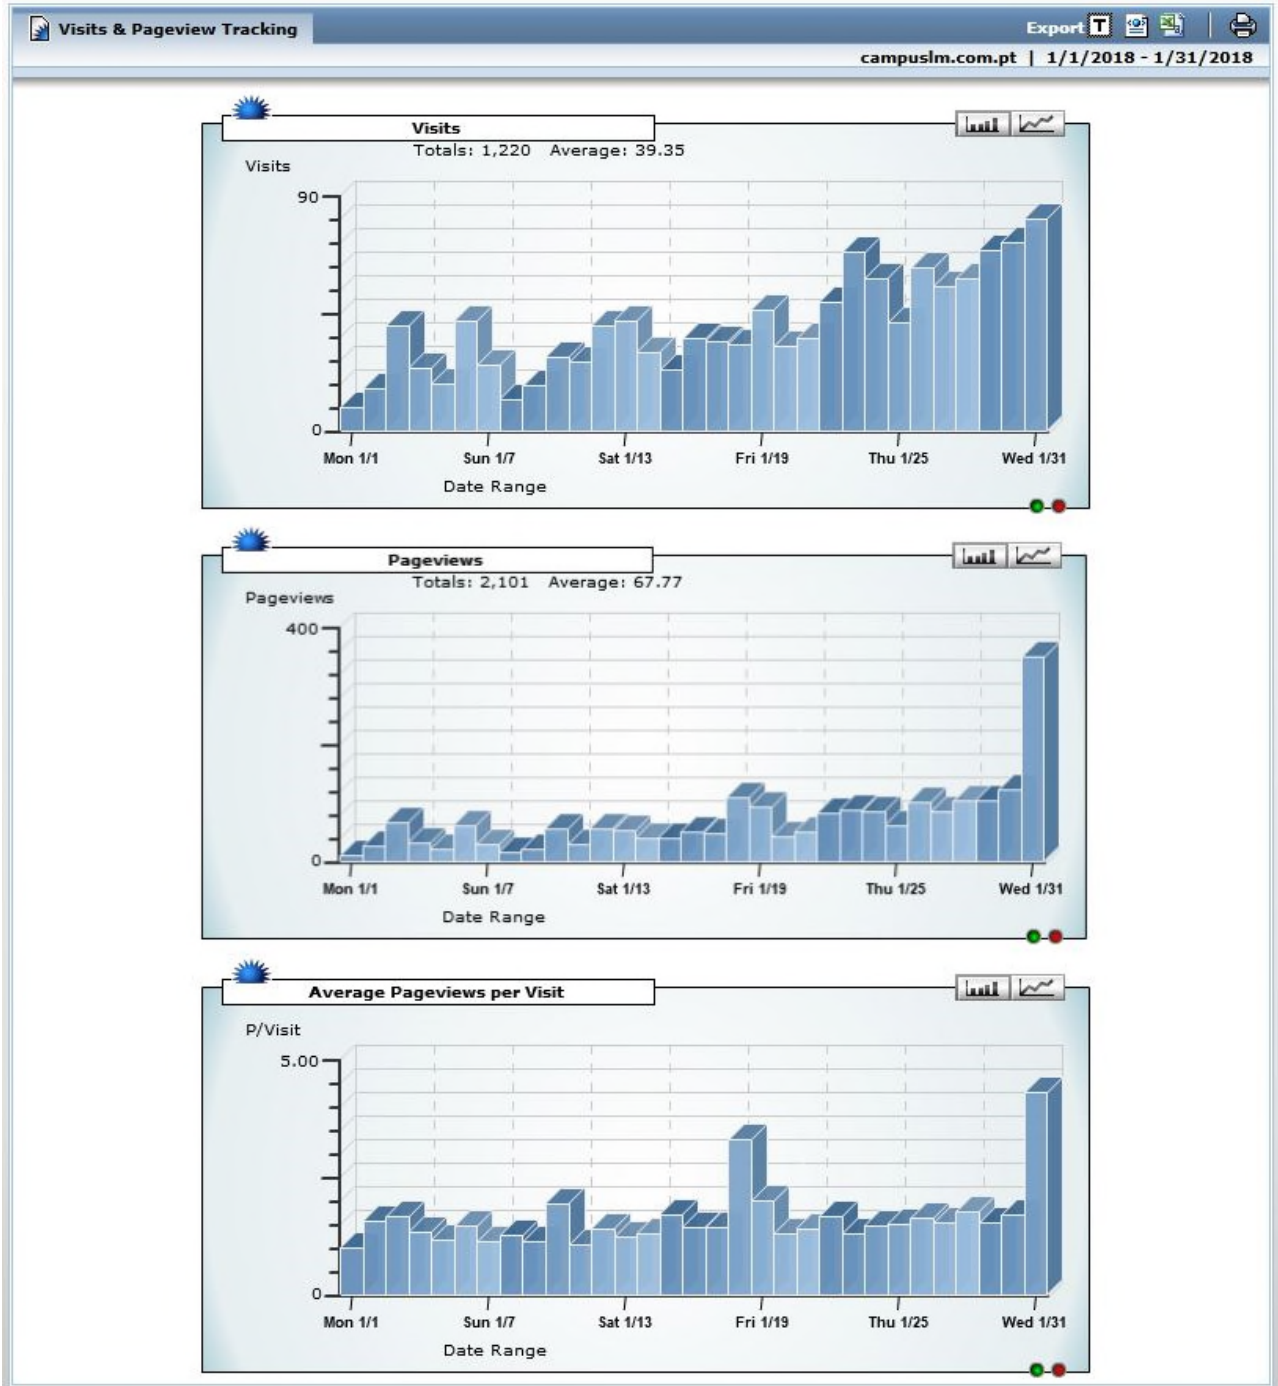 Visits & Pageview Tracking
Export T
campuslm.com.pt | 1/1/2018 - 1/31/2018
Visits
Totals: 1,220 Average: 39.35
Visits
90
0
Mon 1/1 Sun 1/7 Sat 1/13 Fri 1/19 Thu 1/25 Wed 1/31
Date Range
Pageviews
Totals: 2,101 Average: 67.77
Pageviews
400
0
Mon 1/1 Sun 1/7 Sat 1/13 Fri 1/19 Thu 1/25 Wed 1/31
Date Range
Average Pageviews per Visit
P/Visit
5.00
0
Mon 1/1 Sun 1/7 Sat 1/13 Fri 1/19 Thu 1/25 Wed 1/31
Date Range